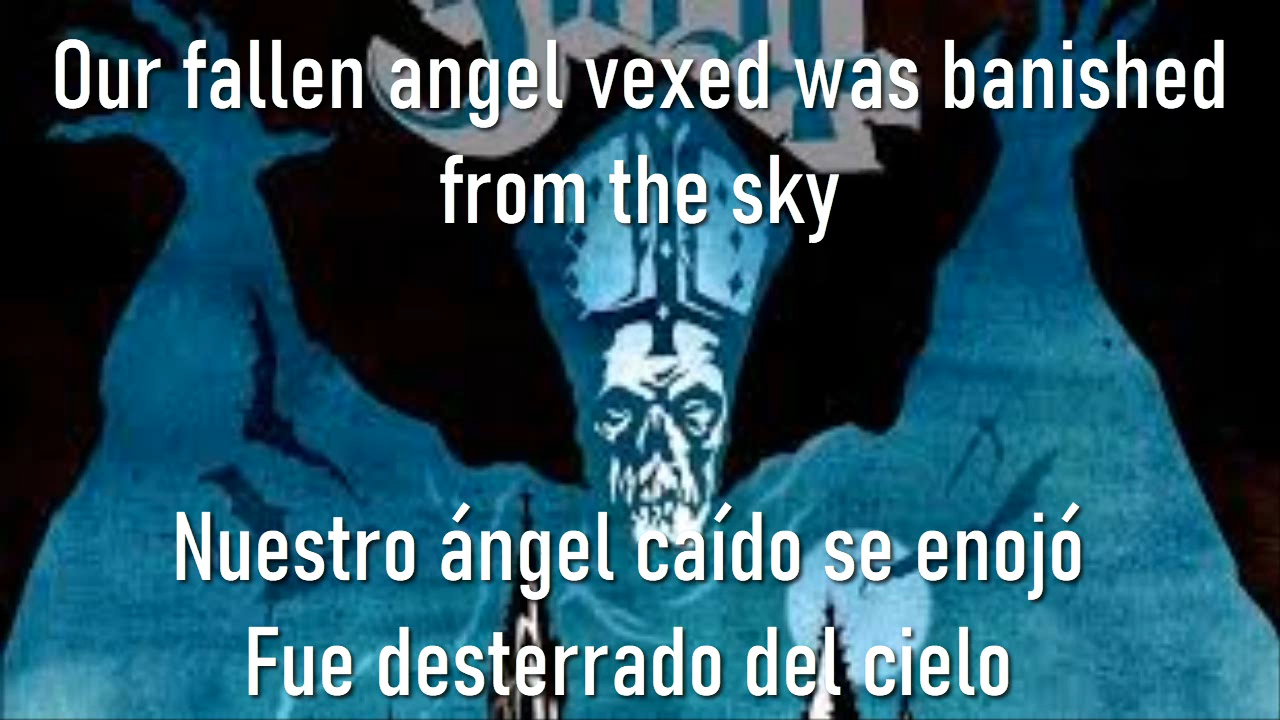 Our fallen angel vexed was banished
from the sky
Nuestro ángel caído se enojó
Fue desterrado del cielo